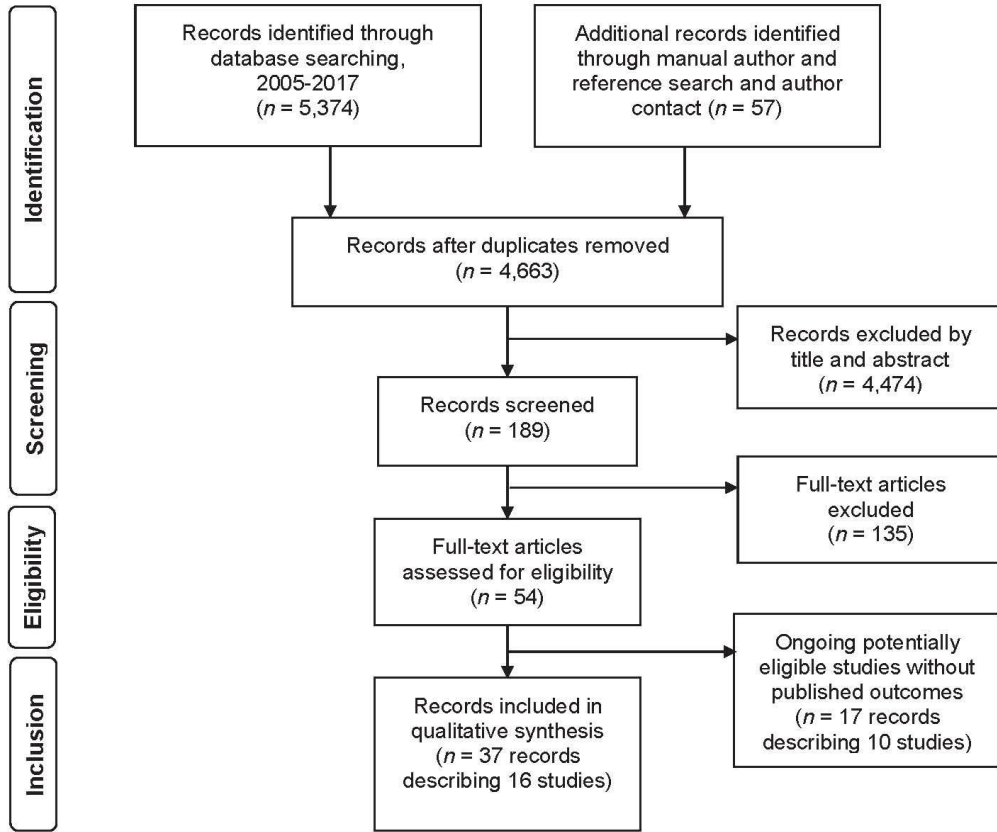 Identification
Records identified through
database searching,
2005-2017
(n = 5,374)
Additional records identified
through manual author and
reference search and author
contact (n = 57)
Records after duplicates removed
(n = 4,663)
Screening
Records excluded by
title and abstract
(n = 4,474)
Records screened
(n = 189)
Full-text articles
excluded
(n = 135)
Eligibility
Full-text articles
assessed for eligibility
(n = 54)
Ongoing potentially
eligible studies without
published outcomes
(n = 17 records
describing 10 studies)
Inclusion
Records included in
qualitative synthesis
(n = 37 records
describing 16 studies)